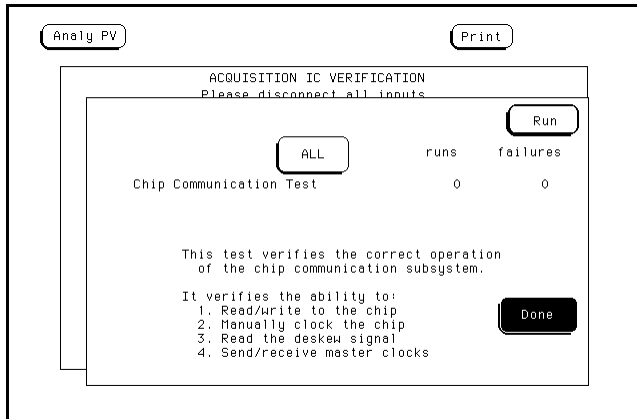 Analy PV
Print
ACQUISITION IC VERIFICATION
Please disconnect all inputs
Run
ALL
runs failures
Chip Communication Test 0 0
This test verifies the correct operation
of the chip communication subsystem.
It verifies the ability to:
1. Read/write to the chip
2. Manually clock the chip
3. Read the deskew signal
4. Send/receive master clocks
Done